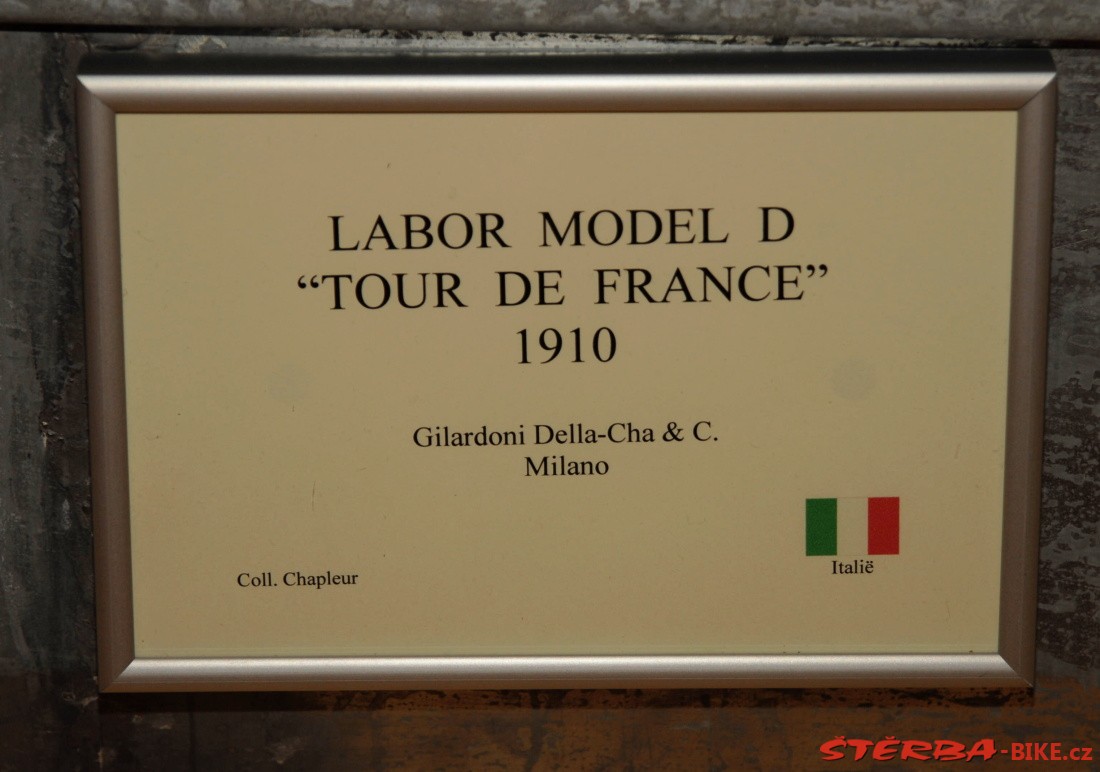 LABOR MODEL D
“TOUR DE FRANCE”
1910
Gilardoni Della-Cha & C.
Milano
Italië
Coll. Chapleur
ŠTĚRBA-BIKE.cz